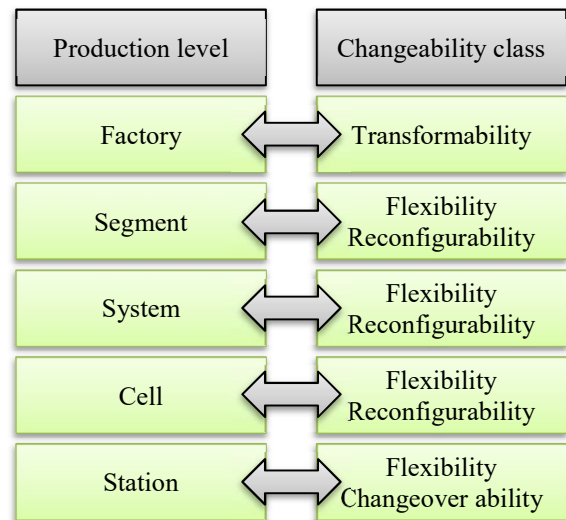 Production level
Changeability class
Factory
Transformability
Segment
Flexibility
Reconfigurability
System
Flexibility
Reconfigurability
Cell
Flexibility
Reconfigurability
Station
Flexibility
Changeover ability